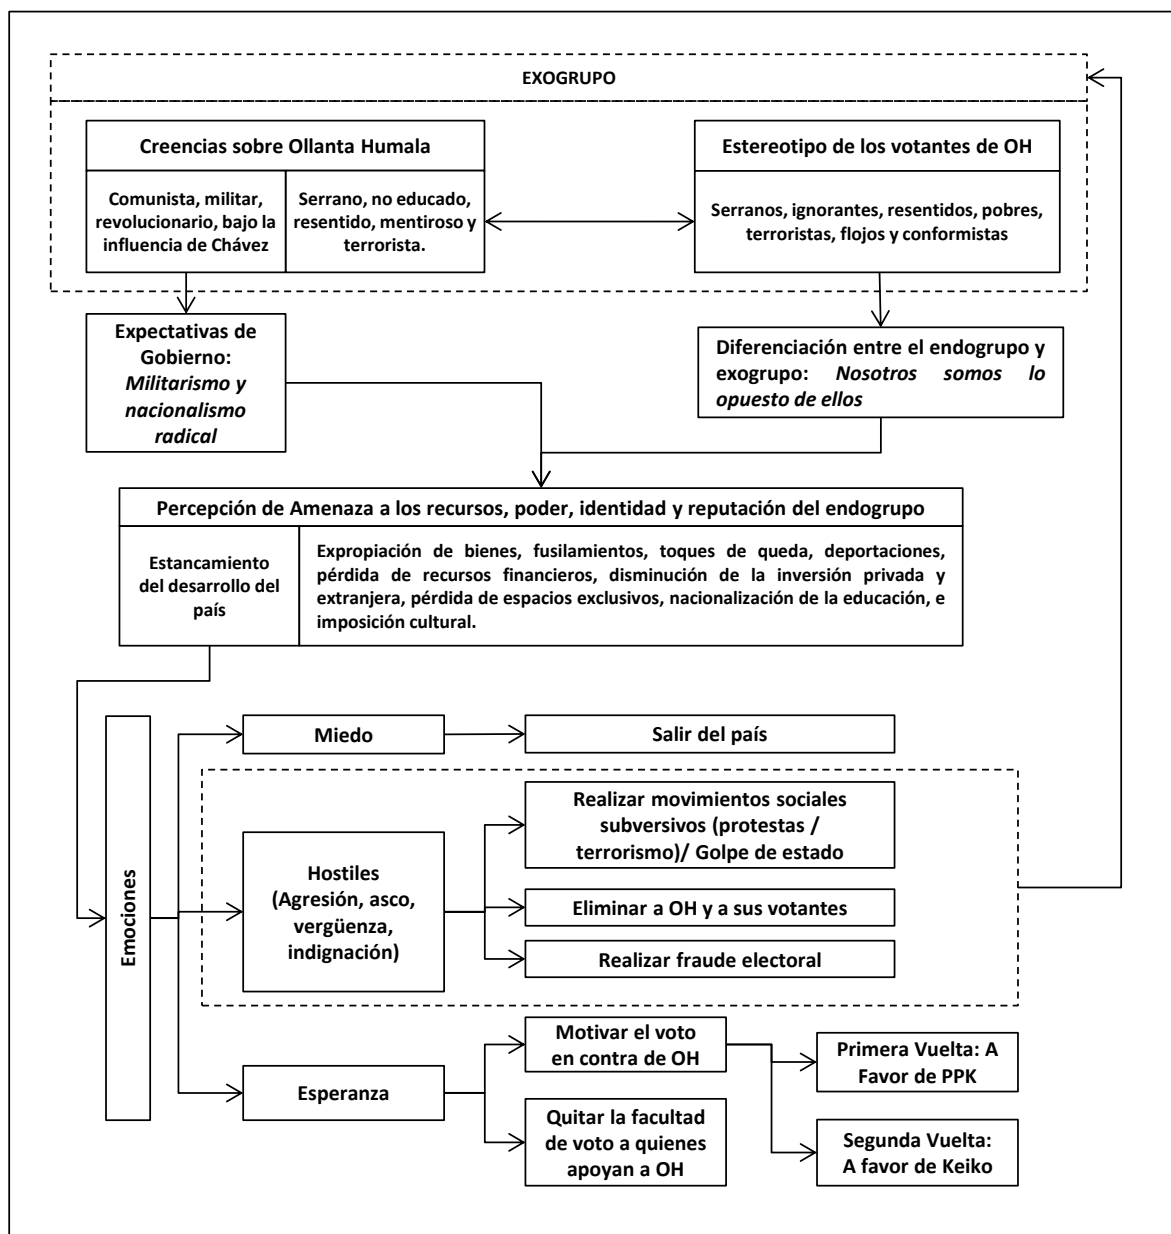 EXOGRUPO
Creencias sobre Ollanta Humala
Comunista, militar,
revolucionario, bajo la
influencia de Chávez
Serrano, no educado,
resentido, mentiroso y
terrorista.
Estereotipo de los votantes de OH
Serranos, ignorantes, resentidos, pobres,
terroristas, flojos y conformistas
Expectativas de
Gobierno:
Militarismo y
nacionalismo
radical
Diferenciación entre el endogrupo y
exogrupo: Nosotros somos lo
opuesto de ellos
Percepción de Amenaza a los recursos, poder, identidad y reputación del endogrupo
Estancamiento
del desarrollo del
país
Expropiación de bienes, fusilamientos, toques de queda, deportaciones,
pérdida de recursos financieros, disminución de la inversión privada y
extranjera, pérdida de espacios exclusivos, nacionalización de la educación, e
imposición cultural.
Emociones
Miedo
Salir del país
Hostiles
(Agresión, asco,
vergüenza,
indignación)
Realizar movimientos sociales
subversivos (protestas /
terrorismo)/ Golpe de estado
Eliminar a OH y a sus votantes
Realizar fraude electoral
Esperanza
Motivar el voto
en contra de OH
Quitar la facultad
de voto a quienes
apoyan a OH
Primera Vuelta: A
Favor de PPK
Segunda Vuelta:
A favor de Keiko